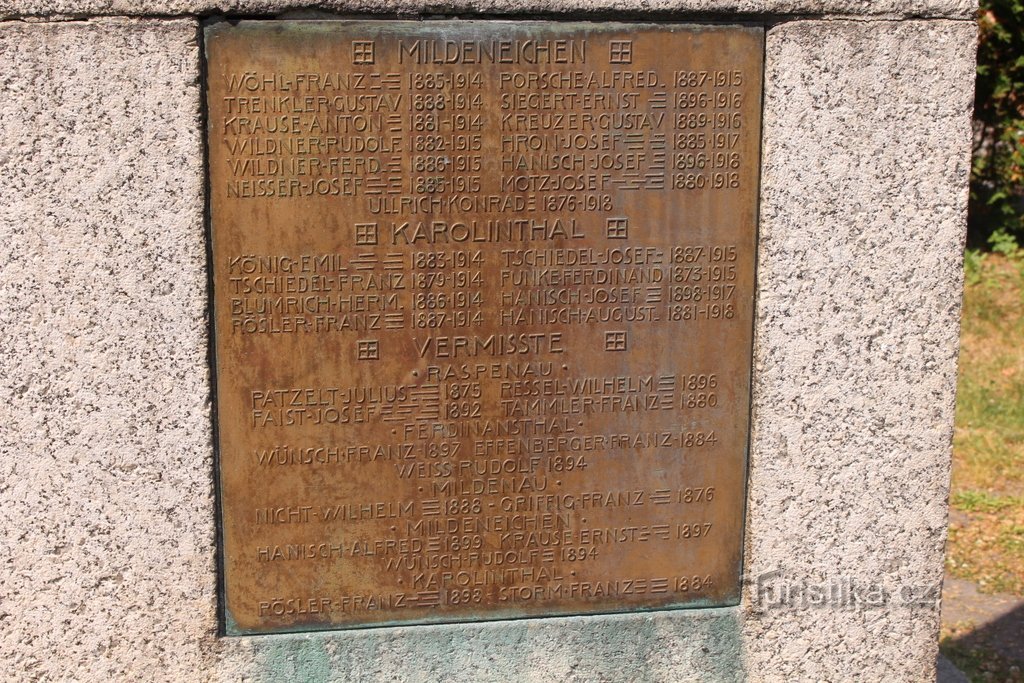 MILDENEICHEN
WÖHL·FRANZ 1885·1914 PORSCHE·ALFRED 1887·1915
TRENKLER·GUSTAV 1888·1914 SIEGERT·ERNST 1896·1916
KRAUSE·ANTON 1881·1914 KREUZER·GUSTAV 1889·1916
WILDNER·RUDOLF 1882·1915 HRON·JOSEF 1885·1917
WILDNER·FERD. 1886·1915 HANISCH·JOSEF 1896·1918
NEISSER·JOSEF 1885·1915 MOTZ·JOSEF 1880·1918
ULLRICH·KONRAD 1876·1918
KAROLINTHAL
KÖNIG·EMIL 1883·1914 TSCHIEDEL·JOSEF 1887·1915
TSCHIEDEL·FRANZ 1879·1914 FUNKE·FERDINAND 1873·1915
BLUMRICH·HERM. 1886·1914 HANISCH·JOSEF 1898·1917
RÖSLER·FRANZ 1887·1914 HANISCH·AUGUST 1881·1918
VERMISSTE
·RASPENAU·
PATZELT·JULIUS 1875 RESSEL·WILHELM 1896
FAIST·JOSEF 1892 TAMMLER·FRANZ 1880
·FERDINANSTHAL·
WÜNSCH·FRANZ 1897 EFFENBERGER·FRANZ 1884
WEISS·RUDOLF 1894
·MILDENAU·
NICHT·WILHELM 1888 - GRIFFIG·FRANZ 1876
·MILDENEICHEN·
HANISCH·ALFRED 1899 KRAUSE·ERNST 1897
WÜNSCH·RUDOLF 1894
·KAROLINTHAL·
RÖSLER·FRANZ 1898 - STORM·FRANZ 1884
Turistika.cz